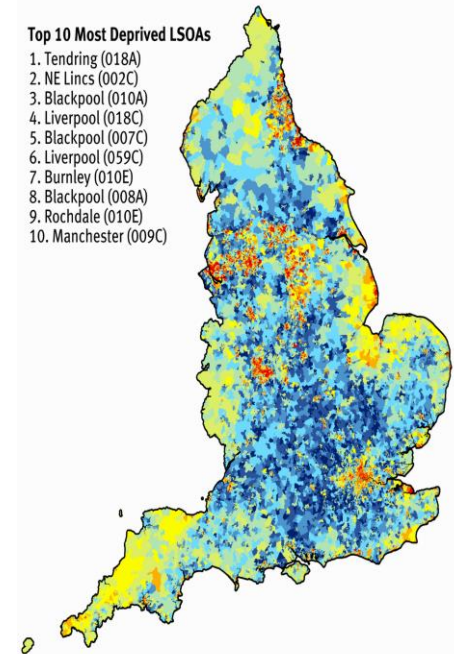 Top 10 Most Deprived LSOAs
1. Tendring (018A)
2. NE Lincs (002C)
3. Blackpool (010A)
4. Liverpool (018C)
5. Blackpool (007C)
6. Liverpool (059C)
7. Burnley (010E)
8. Blackpool (008A)
9. Rochdale (010E)
10. Manchester (009C)